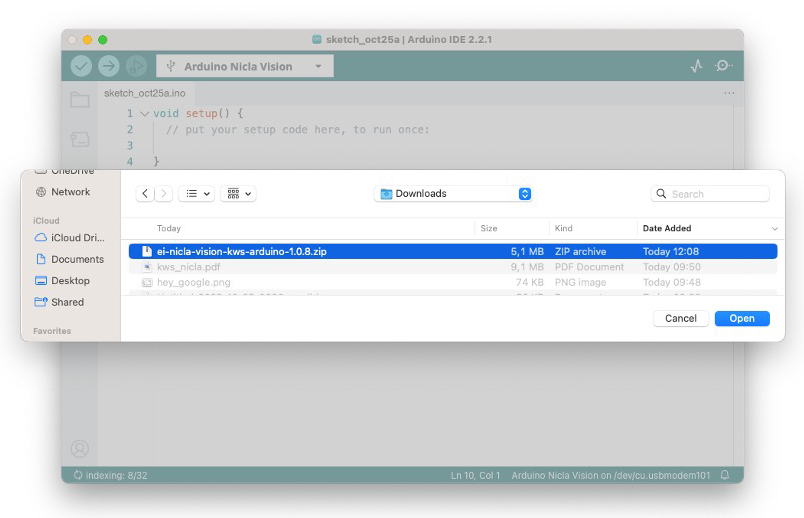 sketch_oct25a | Arduino IDE 2.2.1
Arduino Nicla Vision
sketch_oct25a.ino
1 void setup() {
2 // put your setup code here, to run once:
3
4 }
OneDrive
Network
iCloud
iCloud Dri...
Documents
Desktop
Shared
Favorites
Downloads
Search
Today Size Kind Date Added
ei-nicla-vision-kws-arduino-1.0.8.zip 5,1 MB ZIP archive Today 12:08
kws_nicla.pdf 9,1 MB PDF Document Today 09:50
hey_google.png 74 KB PNG image Today 09:48
Cancel Open
indexing: 8/32 Ln 10, Col 1 Arduino Nicla Vision on /dev/cu.usbmodem101